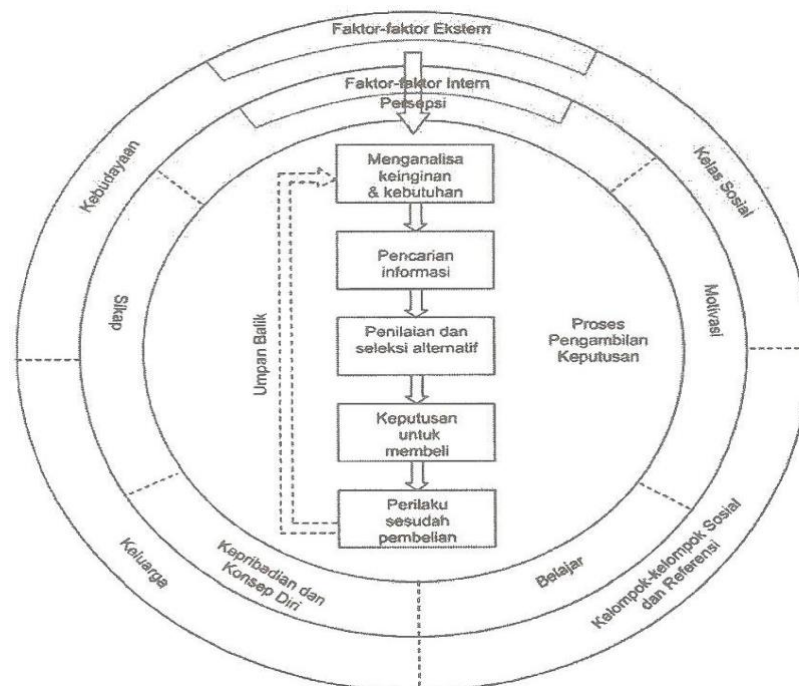 Faktor-faktor Ekstern
Faktor-faktor Intern
Persepsi
Kebudayaan
Kelas Sosial
Sikap
Motivasi
Menganalisa
keinginan
& kebutuhan
Pencarian
informasi
Penilaian dan
seleksi alternatif
Keputusan
untuk
membeli
Perilaku
sesudah
pembelian
Umpan Balik
Proses
Pengambilan
Keputusan
Keluarga
Kepribadian dan
Konsep Diri
Belajar
Kelompok-kelompok Sosial
dan Referensi